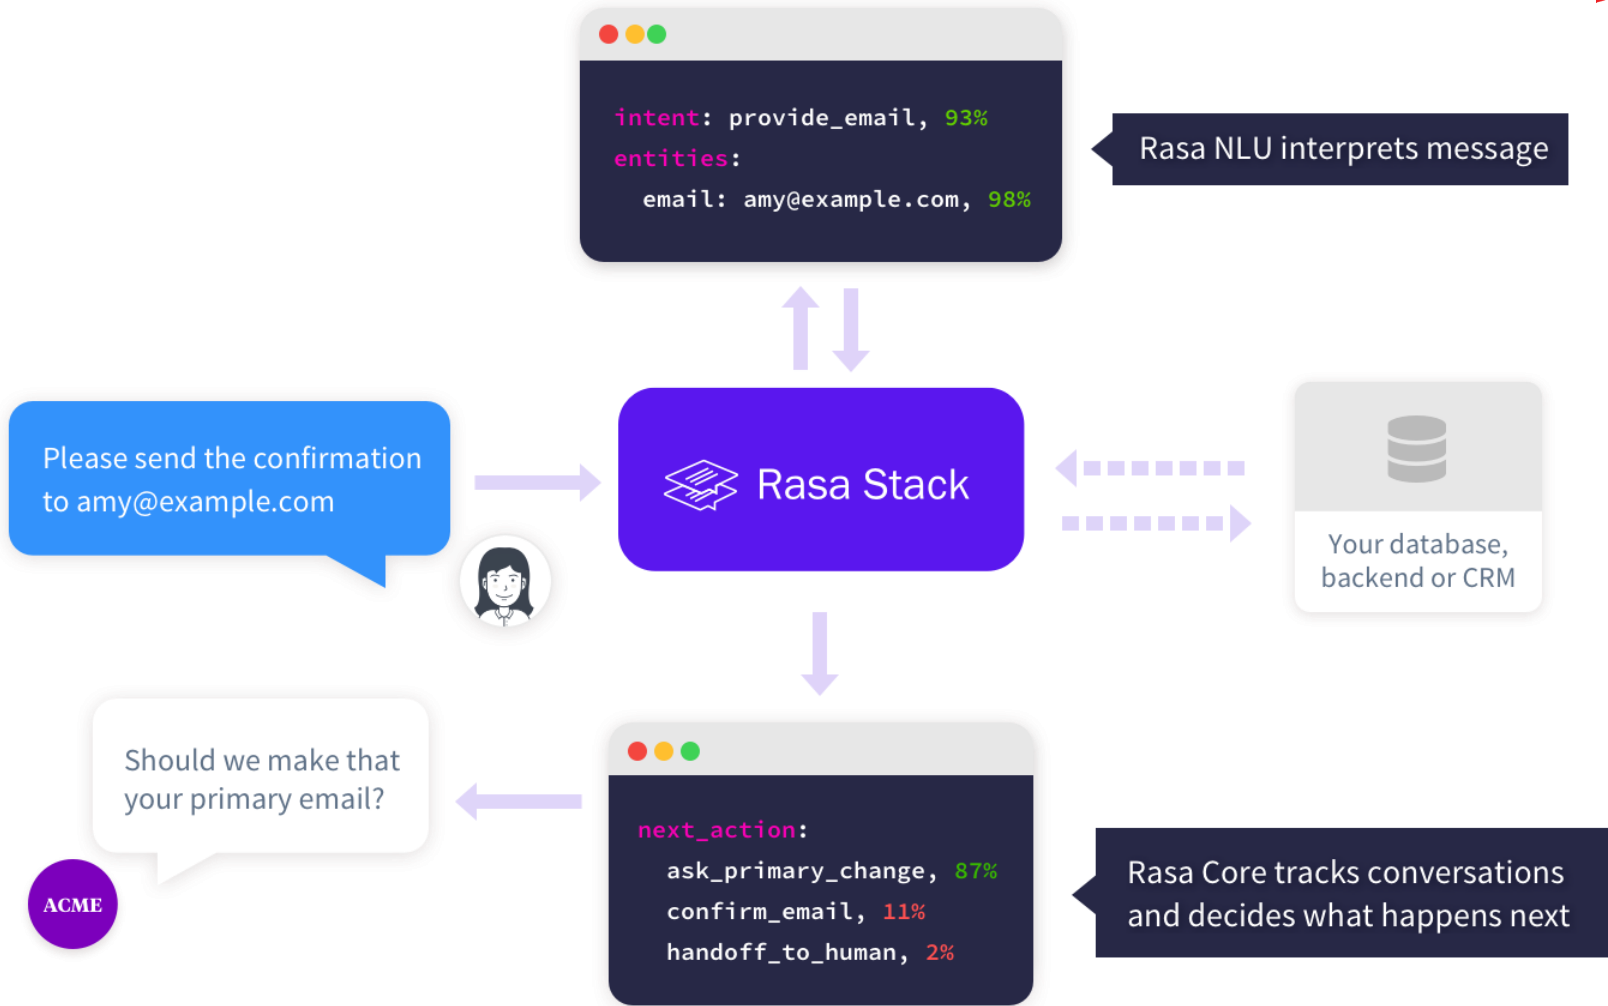 intent: provide_email, 93%
entities:
email: amy@example.com, 98%
Rasa NLU interprets message
Please send the confirmation
to amy@example.com
Rasa Stack
Your database,
backend or CRM
Should we make that
your primary email?
ACME
next_action:
ask_primary_change, 87%
confirm_email, 11%
handoff_to_human, 2%
Rasa Core tracks conversations
and decides what happens next